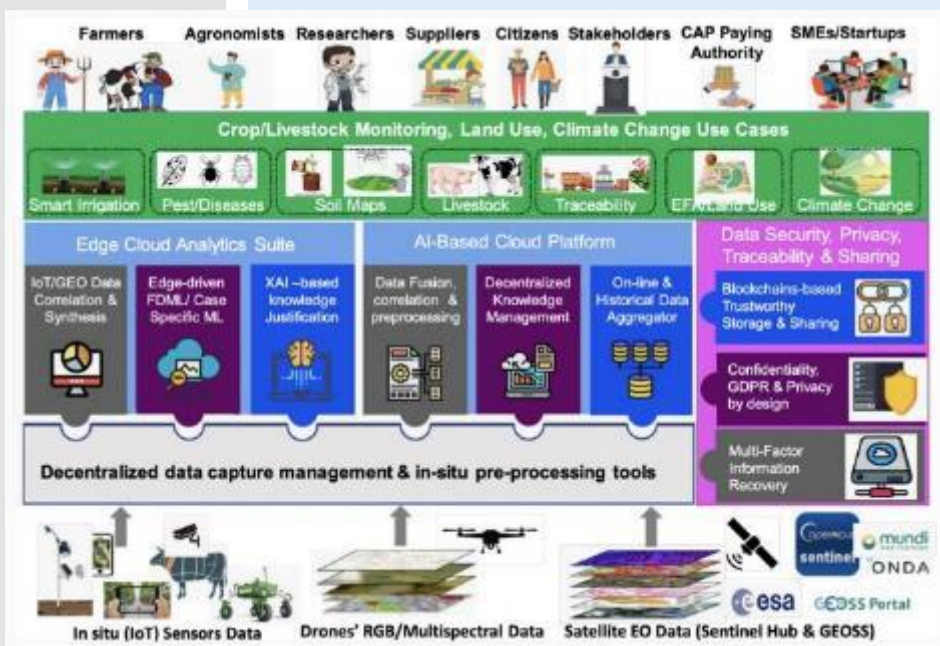 Farmers
Agronomists
Researchers
Suppliers
Citizens
Stakeholders
CAP Paying
Authority
SMEs/Startups
Crop/Livestock Monitoring, Land Use, Climate Change Use Cases
Smart Irrigation
Pest/Diseases
Soil Maps
Livestock
Traceability
EFA/Land Use
Climate Change
Edge Cloud Analytics Suite
IoT/GEO Data
Correlation &
Synthesis
Edge-driven
FDML/ Case
Specific ML
XAI –based
knowledge
Justification
AI-Based Cloud Platform
Data Fusion,
correlation &
preprocessing
Decentralized
Knowledge
Management
On-line &
Historical Data
Aggregator
Data Security, Privacy,
Traceability & Sharing
Blockchains-based
Trustworthy
Storage & Sharing
Confidentiality,
GDPR & Privacy
by design
Multi-Factor
Information
Recovery
Decentralized data capture management & in-situ pre-processing tools
In situ (IoT) Sensors Data
Drones' RGB/Multispectral Data
Satellite EO Data (Sentinel Hub & GEOSS)
opernicus
sentinel
mundi
ONDA
esa
GEOSS Portal